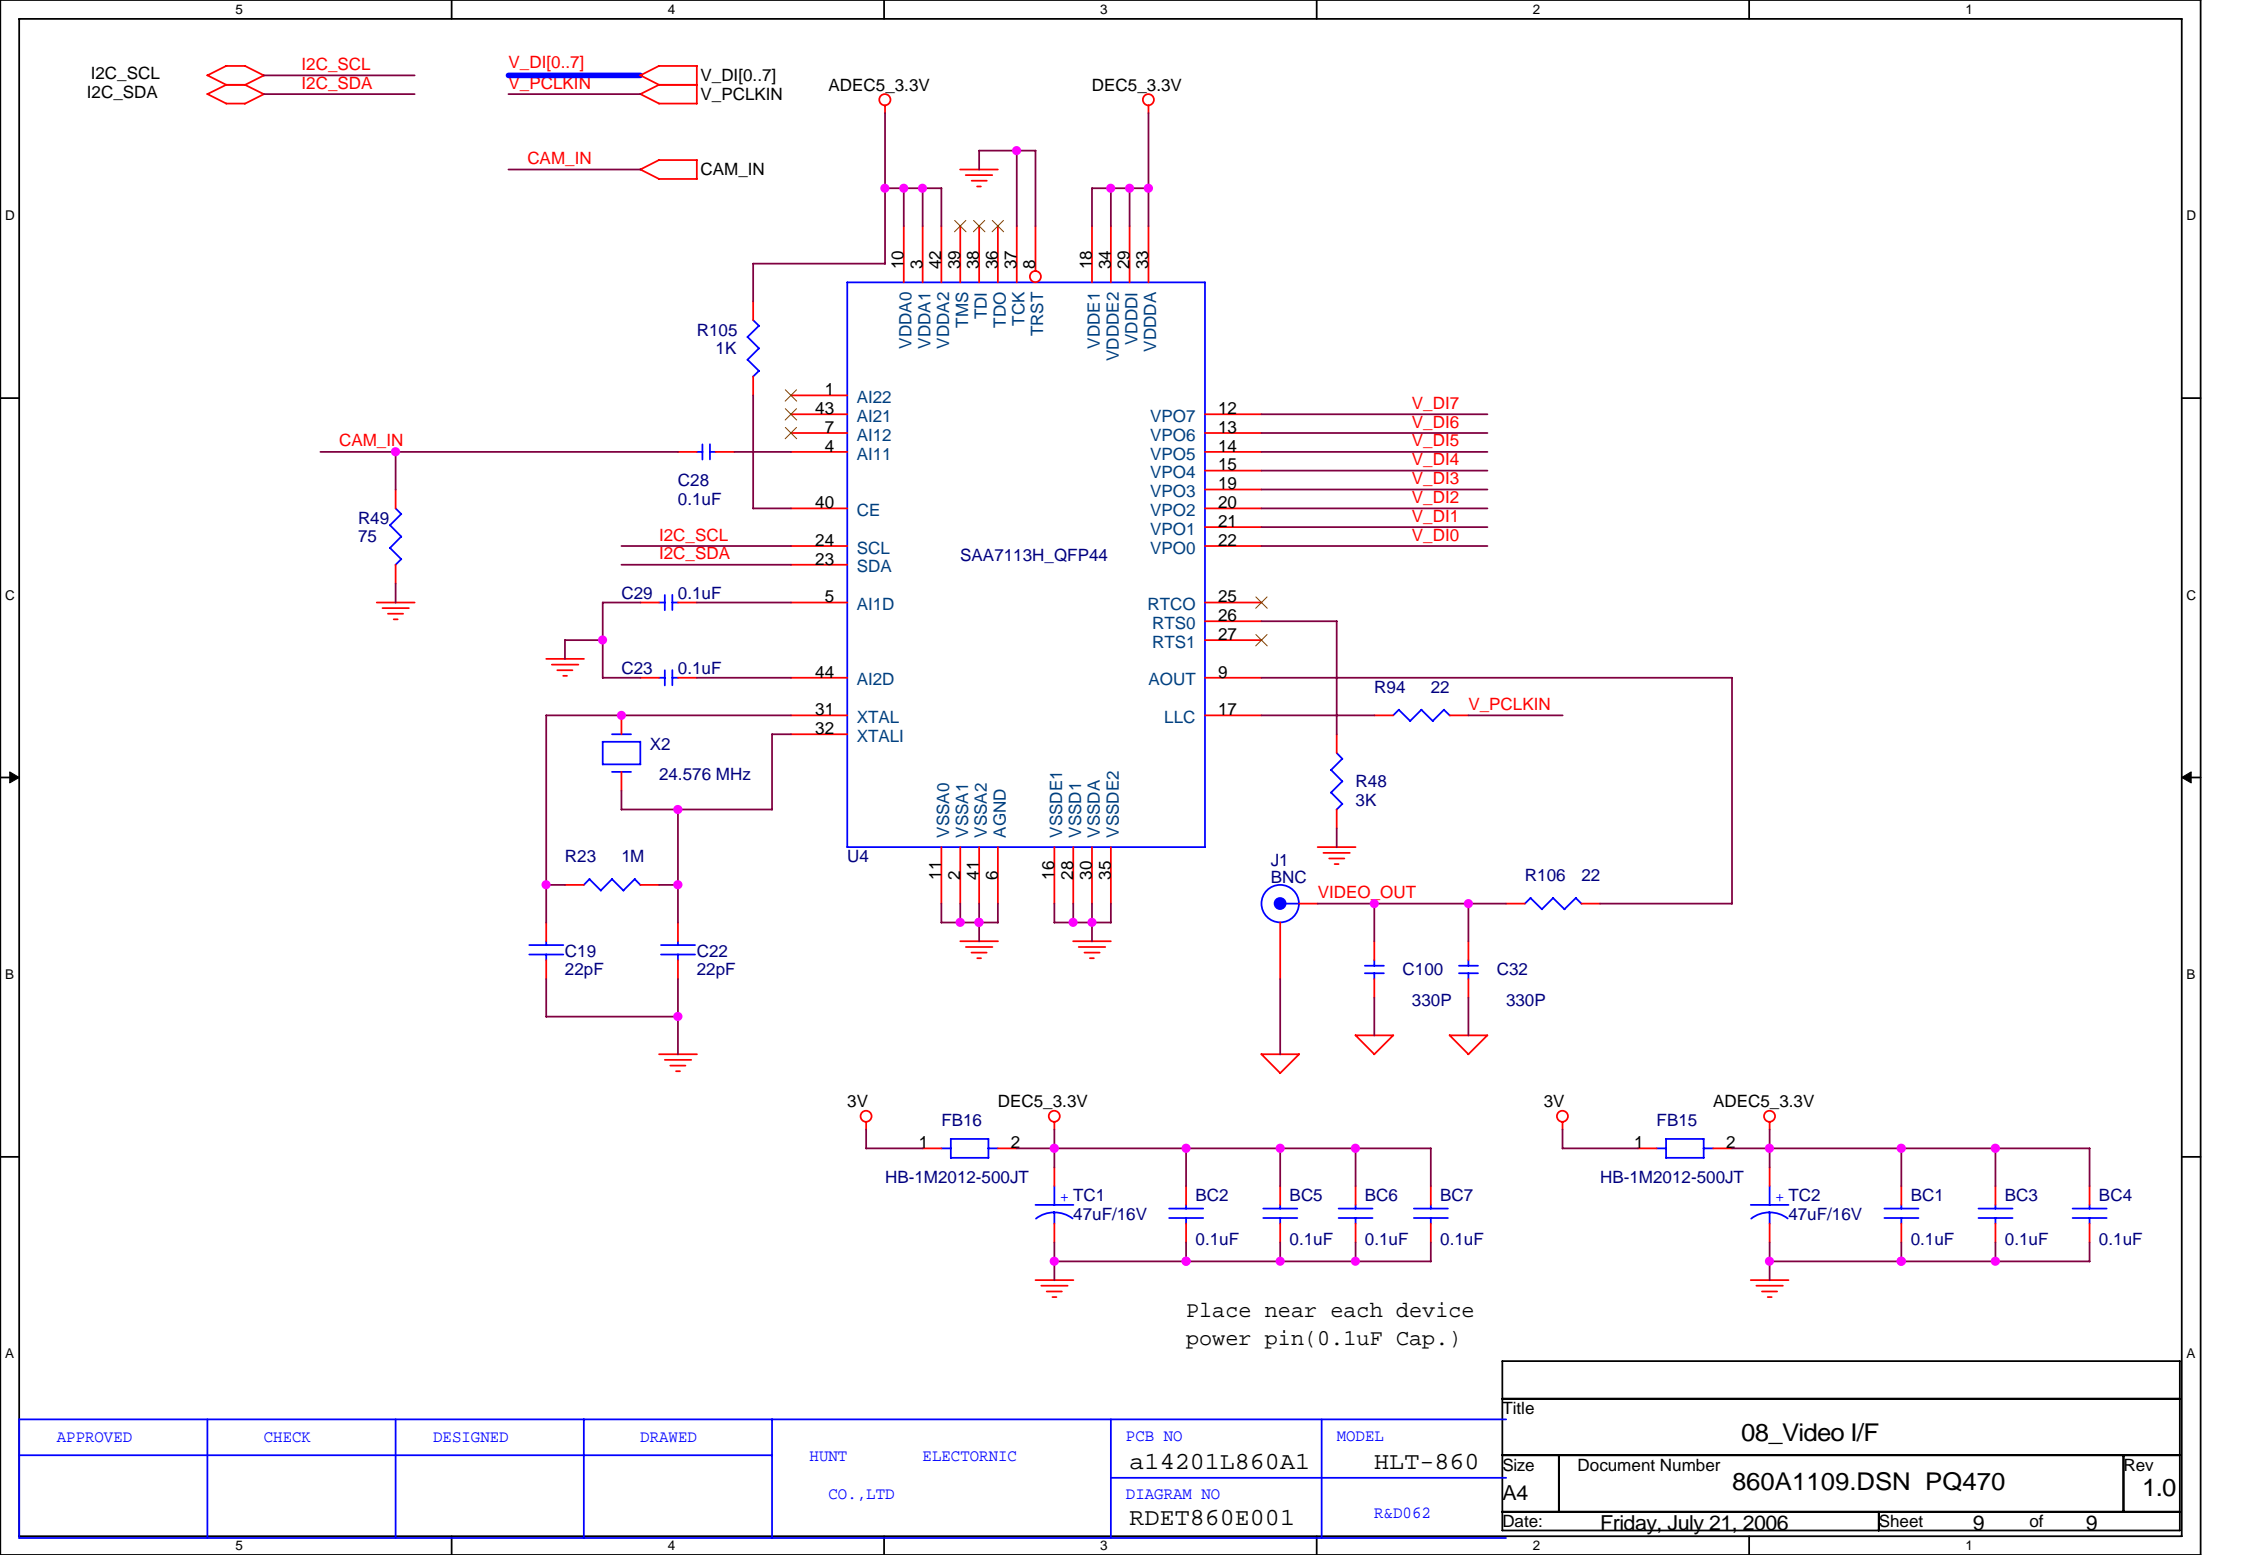 5 4 3 2 1
I2C_SCL I2C_SCL
I2C_SDA I2C_SDA
V_DI[0..7] V_DI[0..7]
V_PCLKIN V_PCLKIN
CAM_IN CAM_IN
ADEC5_3.3V
DEC5_3.3V
D D
10 3 42 39 38 36 37 8 18 34 29 33
VDDA0 VDDA1 VDDA2 TMS TDI TDO TCK TRST VDDE1 VDDDE2 VDDDI VDDDA
R105
1K
1 AI22
43 AI21
7 AI12
4 AI11
CAM_IN
C28
0.1uF
R49
75
40 CE
I2C_SCL 24 SCL
I2C_SDA 23 SDA
SAA7113H_QFP44
VPO7 12 V_DI7
VPO6 13 V_DI6
VPO5 14 V_DI5
VPO4 15 V_DI4
VPO3 19 V_DI3
VPO2 20 V_DI2
VPO1 21 V_DI1
VPO0 22 V_DI0
C C
C29 0.1uF 5 AI1D
C23 0.1uF 44 AI2D
RTCO 25
RTS0 26
RTS1 27
AOUT 9
LLC 17
R94 22 V_PCLKIN
31 XTAL
32 XTALI
X2
24.576 MHz
R48
3K
VSSA0 VSSA1 VSSA2 AGND VSSDE1 VSSD1 VSSDA VSSDE2
U4
11 2 41 6 16 28 30 35
R23 1M
J1
BNC
VIDEO_OUT
R106 22
C19
22pF
C22
22pF
C100
330P
C32
330P
B B
3V FB16 DEC5_3.3V
1 2
HB-1M2012-500JT
+ TC1
47uF/16V
BC2 BC5 BC6 BC7
0.1uF 0.1uF 0.1uF 0.1uF
3V FB15 ADEC5_3.3V
1 2
HB-1M2012-500JT
+ TC2
47uF/16V
BC1 BC3 BC4
0.1uF 0.1uF 0.1uF
Place near each device
power pin(0.1uF Cap.)
A A
APPROVED CHECK DESIGNED DRAWED
HUNT ELECTORNIC
CO.,LTD
PCB NO
a14201L860A1
MODEL
HLT-860
DIAGRAM NO
RDET860E001
R&D062
Title
08_Video I/F
Size
A4
Document Number
860A1109.DSN PQ470
Rev
1.0
Date: Friday, July 21, 2006 Sheet 9 of 9
5 4 3 2 1